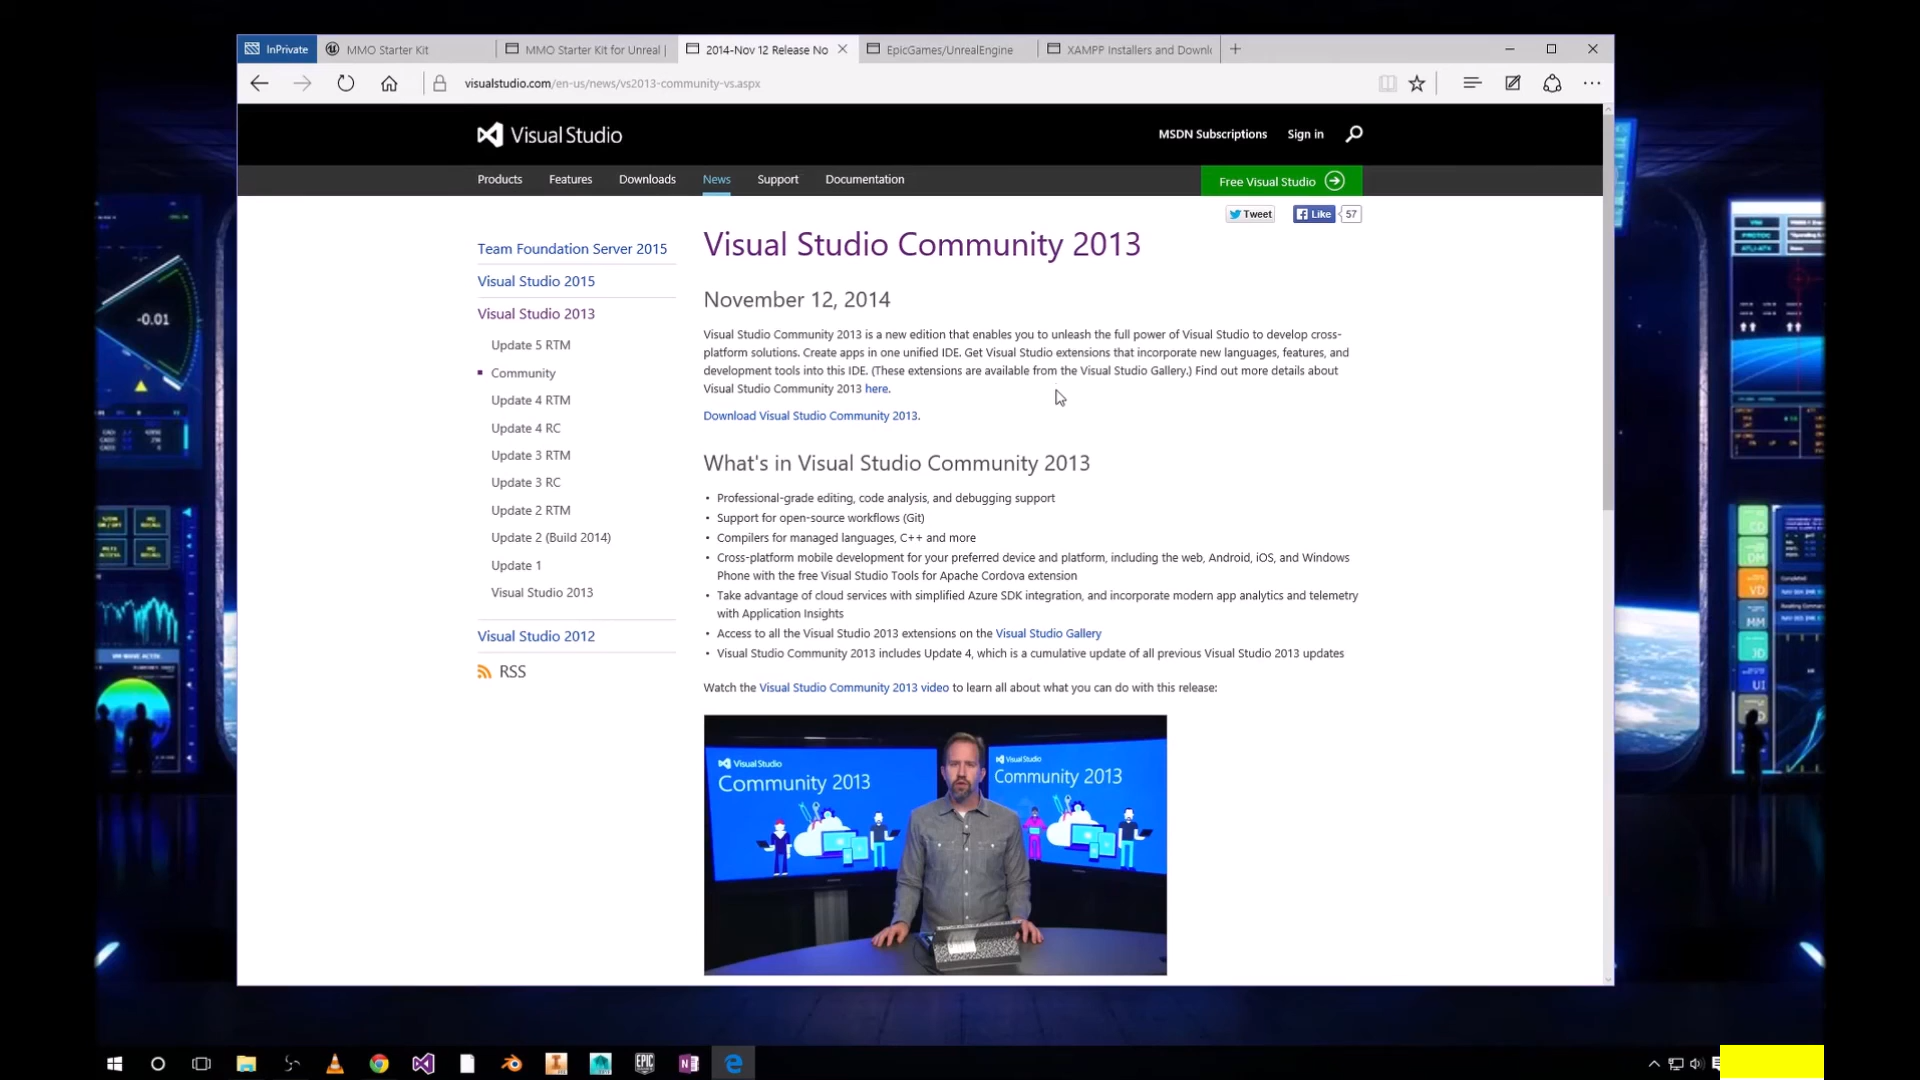 InPrivate
MMO Starter Kit
MMO Starter Kit for Unreal
2014-Nov 12 Release No
EpicGames/UnrealEngine
XAMPP Installers and Downl
visualstudio.com/en-us/news/vs2013-community-vs.aspx
Visual Studio
MSDN Subscriptions
Sign in
Products
Features
Downloads
News
Support
Documentation
Free Visual Studio
Tweet
Like
57
Team Foundation Server 2015
Visual Studio 2015
Visual Studio 2013
Update 5 RTM
Community
Update 4 RTM
Update 4 RC
Update 3 RTM
Update 3 RC
Update 2 RTM
Update 2 (Build 2014)
Update 1
Visual Studio 2013
Visual Studio 2012
RSS
Visual Studio Community 2013
November 12, 2014
Visual Studio Community 2013 is a new edition that enables you to unleash the full power of Visual Studio to develop cross-
platform solutions. Create apps in one unified IDE. Get Visual Studio extensions that incorporate new languages, features, and
development tools into this IDE. (These extensions are available from the Visual Studio Gallery.) Find out more details about
Visual Studio Community 2013 here.
Download Visual Studio Community 2013.
What's in Visual Studio Community 2013
• Professional-grade editing, code analysis, and debugging support
• Support for open-source workflows (Git)
• Compilers for managed languages, C++ and more
• Cross-platform mobile development for your preferred device and platform, including the web, Android, iOS, and Windows
Phone with the free Visual Studio Tools for Apache Cordova extension
• Take advantage of cloud services with simplified Azure SDK integration, and incorporate modern app analytics and telemetry
with Application Insights
• Access to all the Visual Studio 2013 extensions on the Visual Studio Gallery
• Visual Studio Community 2013 includes Update 4, which is a cumulative update of all previous Visual Studio 2013 updates
Watch the Visual Studio Community 2013 video to learn all about what you can do with this release:
Visual Studio
Community 2013
Visual Studio
Community 2013
-0.01
CD
DM
VD
MM
UI
EPIC
GAMES